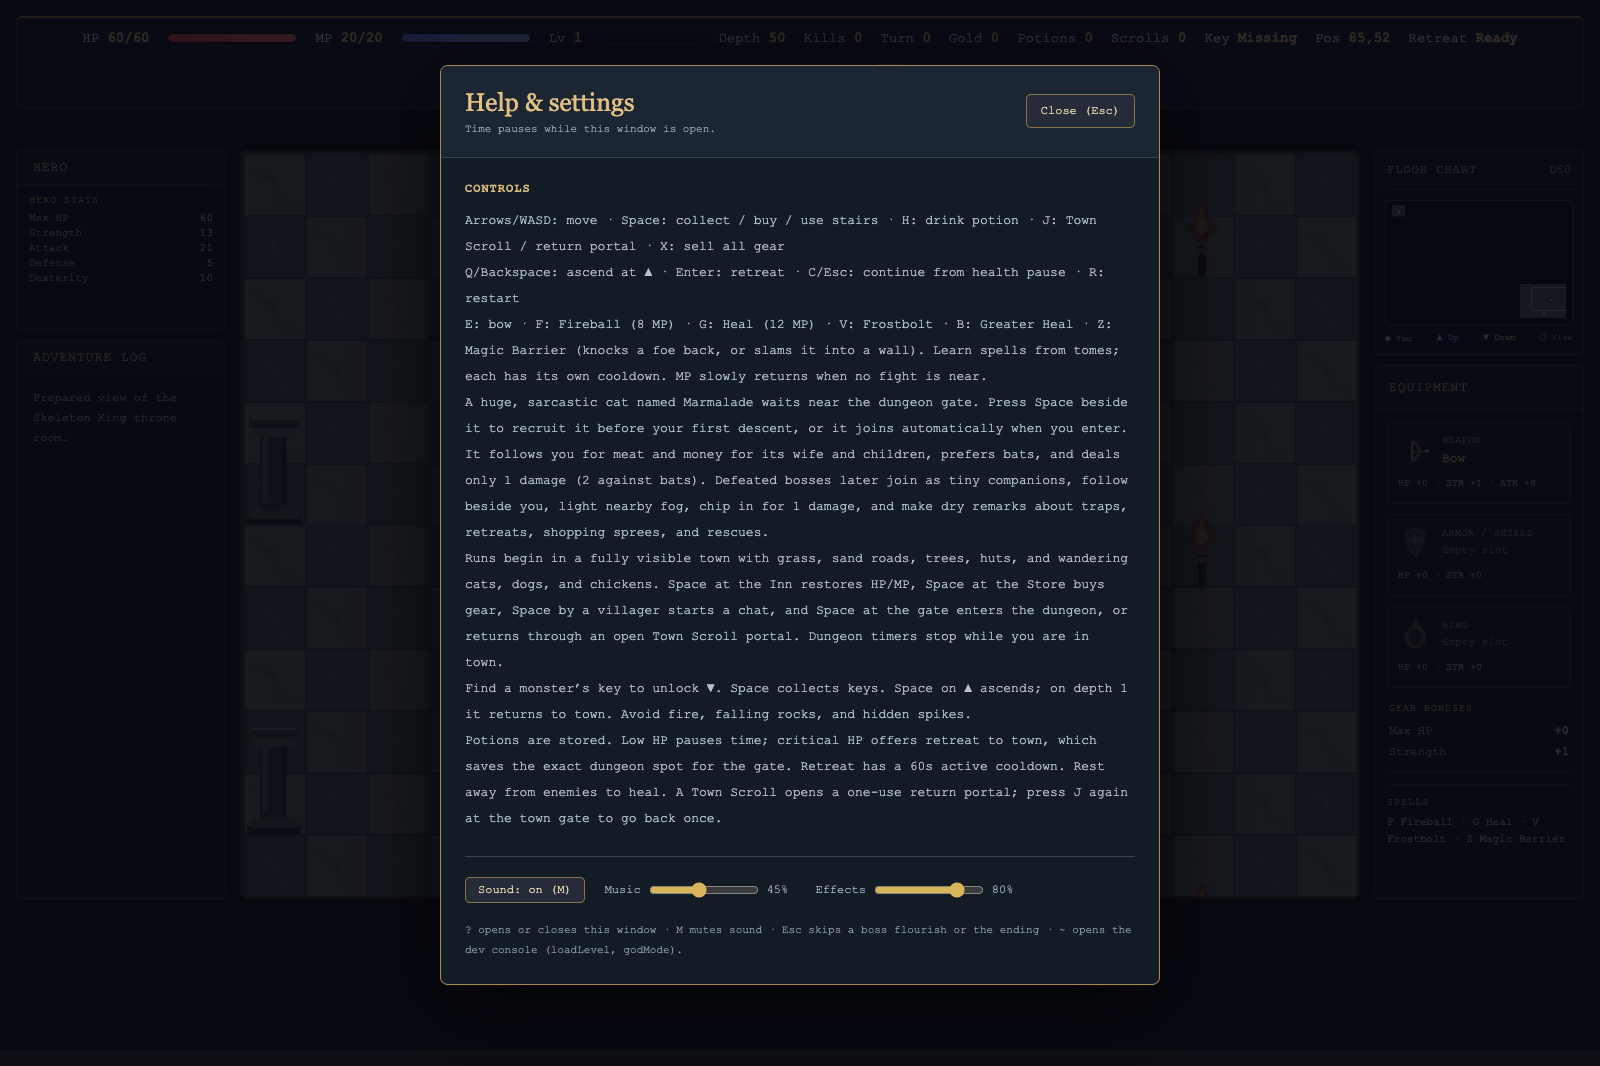 HP 60/60 MP 20/20 Lv 1 Depth 50 Kills 0 Turn 0 Gold 0 Potions 0 Scrolls 0 Key Missing Pos 85,52 Retreat Ready
Help & settings
Time pauses while this window is open.
Close (Esc)
CONTROLS
Arrows/WASD: move · Space: collect / buy / use stairs · H: drink potion · J: Town
Scroll / return portal · X: sell all gear
Q/Backspace: ascend at ▲ · Enter: retreat · C/Esc: continue from health pause · R:
restart
E: bow · F: Fireball (8 MP) · G: Heal (12 MP) · V: Frostbolt · B: Greater Heal · Z:
Magic Barrier (knocks a foe back, or slams it into a wall). Learn spells from tomes;
each has its own cooldown. MP slowly returns when no fight is near.
A huge, sarcastic cat named Marmalade waits near the dungeon gate. Press Space beside
it to recruit it before your first descent, or it joins automatically when you enter.
It follows you for meat and money for its wife and children, prefers bats, and deals
only 1 damage (2 against bats). Defeated bosses later join as tiny companions, follow
beside you, light nearby fog, chip in for 1 damage, and make dry remarks about traps,
retreats, shopping sprees, and rescues.
Runs begin in a fully visible town with grass, sand roads, trees, huts, and wandering
cats, dogs, and chickens. Space at the Inn restores HP/MP, Space at the Store buys
gear, Space by a villager starts a chat, and Space at the gate enters the dungeon, or
returns through an open Town Scroll portal. Dungeon timers stop while you are in
town.
Find a monster’s key to unlock ▼. Space collects keys. Space on ▲ ascends; on depth 1
it returns to town. Avoid fire, falling rocks, and hidden spikes.
Potions are stored. Low HP pauses time; critical HP offers retreat to town, which
saves the exact dungeon spot for the gate. Retreat has a 60s active cooldown. Rest
away from enemies to heal. A Town Scroll opens a one-use return portal; press J again
at the town gate to go back once.
Sound: on (M) Music 45% Effects 80%
? opens or closes this window · M mutes sound · Esc skips a boss flourish or the ending · ~ opens the
dev console (loadLevel, godMode).
HERO
HERO STATS
Max HP 60
Strength 13
Attack 21
Defense 5
Dexterity 10
ADVENTURE LOG
Prepared view of the
Skeleton King throne
room.
FLOOR CHART D50
◆ You ▲ Up ▼ Down □ View
EQUIPMENT
WEAPON
Bow
HP +0 · STR +1 · ATK +8
ARMOR / SHIELD
Empty slot
HP +0 · STR +0
RING
Empty slot
HP +0 · STR +0
GEAR BONUSES
Max HP +0
Strength +1
SPELLS
F Fireball · G Heal · V
Frostbolt · Z Magic Barrier